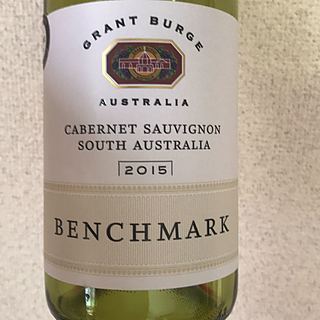 GRANT BURGE
AUSTRALIA
CABERNET SAUVIGNON
SOUTH AUSTRALIA
2015
BENCHMARK